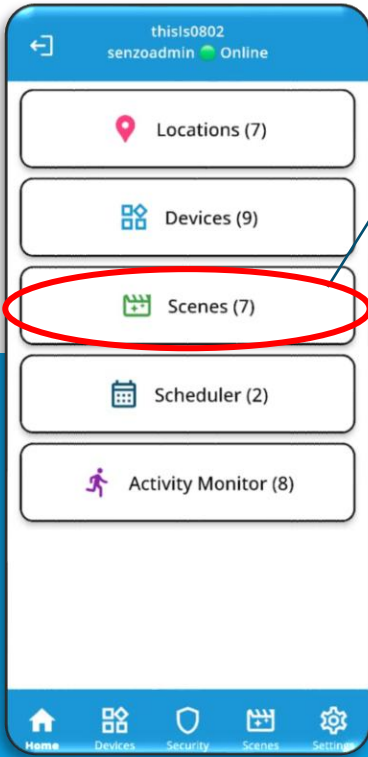 thisIs0802
senzoadmin Online
Locations (7)
Devices (9)
Scenes (7)
Scheduler (2)
Activity Monitor (8)
Home Devices Security Scenes Settings